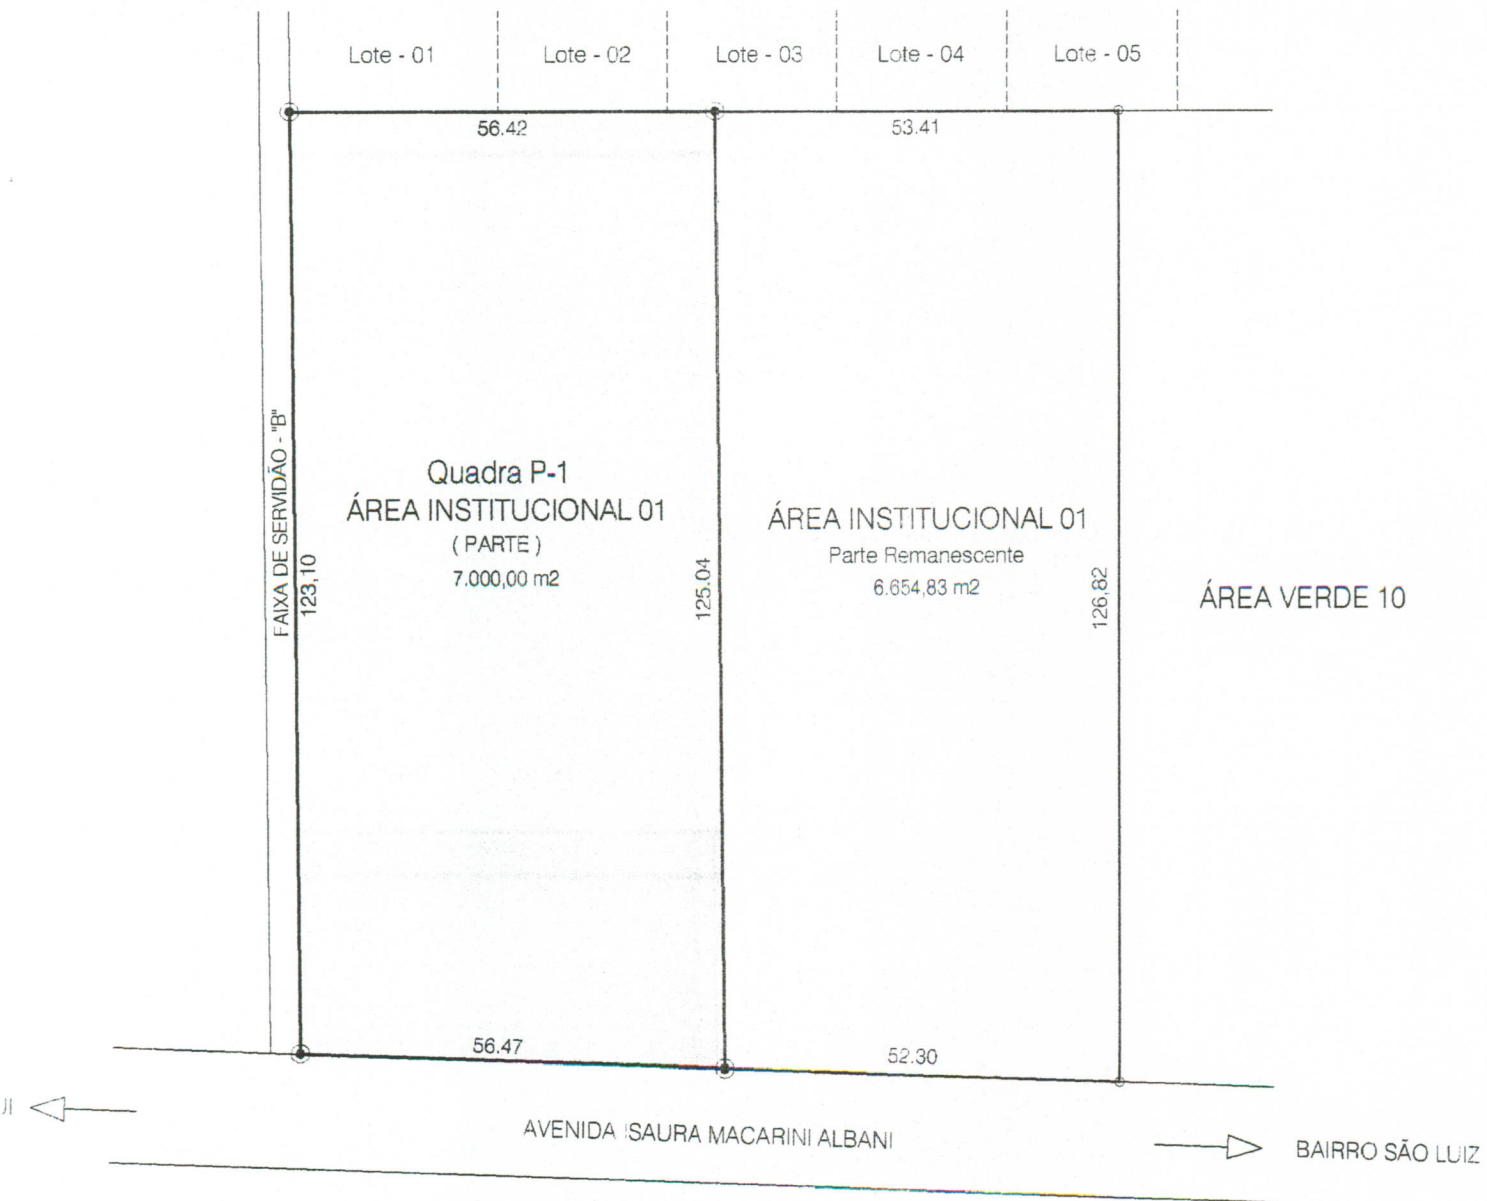 Lote - 01
Lote - 02
Lote - 03
Lote - 04
Lote - 05
56.42
53.41
FAIXA DE SERVIDÃO - "B"
123,10
Quadra P-1
ÁREA INSTITUCIONAL 01
( PARTE )
7.000,00 m2
125.04
ÁREA INSTITUCIONAL 01
Parte Remanescente
6.654,83 m2
126,82
ÁREA VERDE 10
56.47
52.30
AVENIDA ISAURA MACARINI ALBANI
BAIRRO SÃO LUIZ